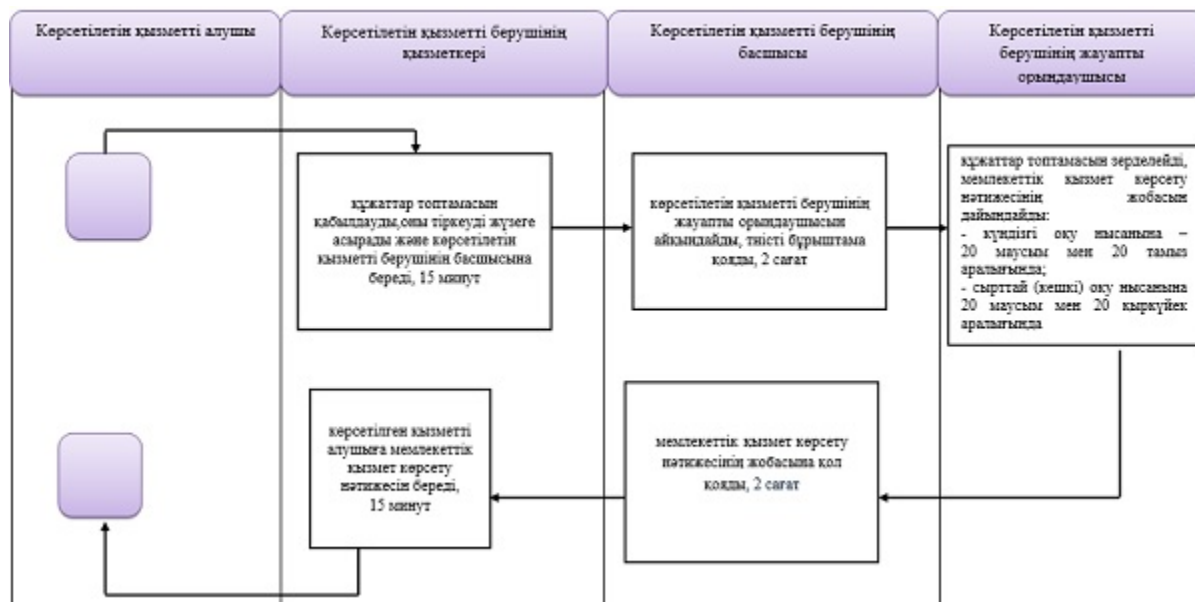 Көрсетілетін қызметті алушы
Көрсетілетін қызметті берушінің
қызметкері
Көрсетілетін қызметті берушінің
басшысы
Көрсетілетін қызметті
берушінің жауапты
орындаушысы
құжаттар топтамасын
қабылдауды,оны тіркеуді жүзеге
асырады және көрсетілетін
қызметті берушінің басшысына
береді, 15 минут
көрсетілетін қызметті берушінің
жауапты орындаушысын
айқындайды, тиісті бұрыштама
қояды, 2 сағат
құжаттар топтамасын зерделейді,
мемлекеттік қызмет көрсету
нәтижесінің жобасын
дайындайды:
- күндізгі оқу нысанына –
20 маусым мен 20 тамыз
аралығында;
- сырттай (кешкі) оқу нысанына
20 маусым мен 20 қыркүйек
аралығында
көрсетілген қызметті
алушыға мемлекеттік
қызмет көрсету
нәтижесін береді,
15 минут
мемлекеттік қызмет көрсету
нәтижесінің жобасына қол
қояды, 2 сағат